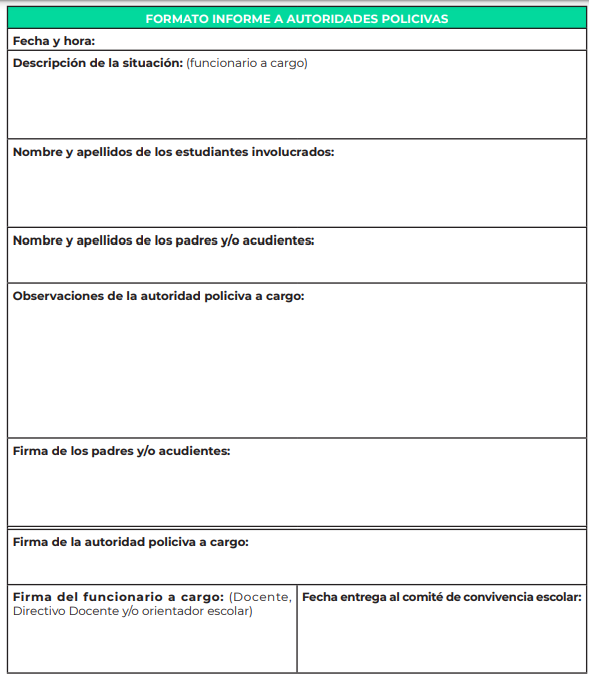 FORMATO INFORME A AUTORIDADES POLICIVAS
Fecha y hora:
Descripción de la situación: (funcionario a cargo)
Nombre y apellidos de los estudiantes involucrados:
Nombre y apellidos de los padres y/o acudientes:
Observaciones de la autoridad policiva a cargo:
Firma de los padres y/o acudientes:
Firma de la autoridad policiva a cargo:
Firma del funcionario a cargo: (Docente,
Directivo Docente y/o orientador escolar)
Fecha entrega al comité de convivencia escolar: